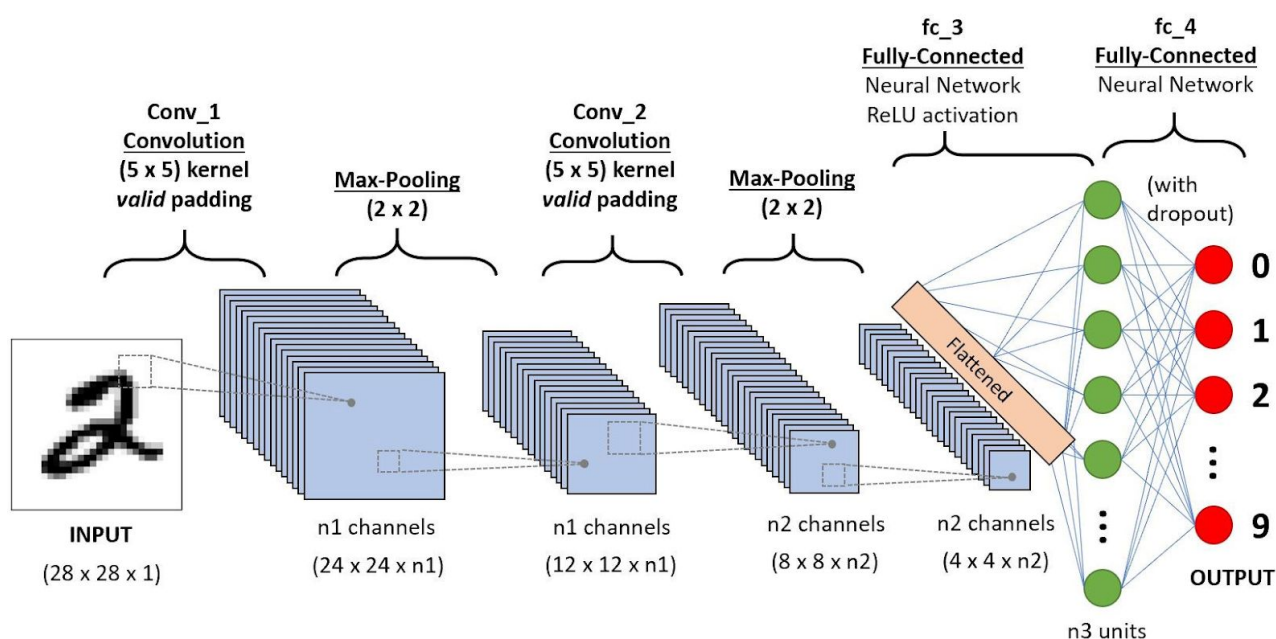 fc_3
Fully-Connected
Neural Network
ReLU activation
fc_4
Fully-Connected
Neural Network
Conv_1
Convolution
(5 x 5) kernel
valid padding
Max-Pooling
(2 x 2)
Conv_2
Convolution
(5 x 5) kernel
valid padding
Max-Pooling
(2 x 2)
(with
dropout)
Flattened
0
1
2
9
INPUT
(28 x 28 x 1)
n1 channels
(24 x 24 x n1)
n1 channels
(12 x 12 x n1)
n2 channels
(8 x 8 x n2)
n2 channels
(4 x 4 x n2)
OUTPUT
n3 units